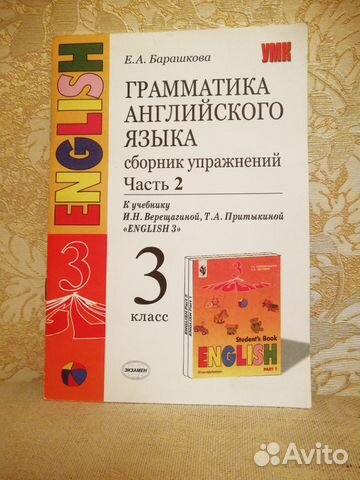 УМК
Е.А. Барашкова
ГРАММАТИКА
АНГЛИЙСКОГО
ЯЗЫКА
сборник упражнений
Часть 2
К учебнику
И.Н. Верещагиной, Т.А. Притыкиной
«ENGLISH 3»
3
класс
ENGLISH
3
3
Student's Book
ENGLISH
PART 1
ЭКЗАМЕН
Avito